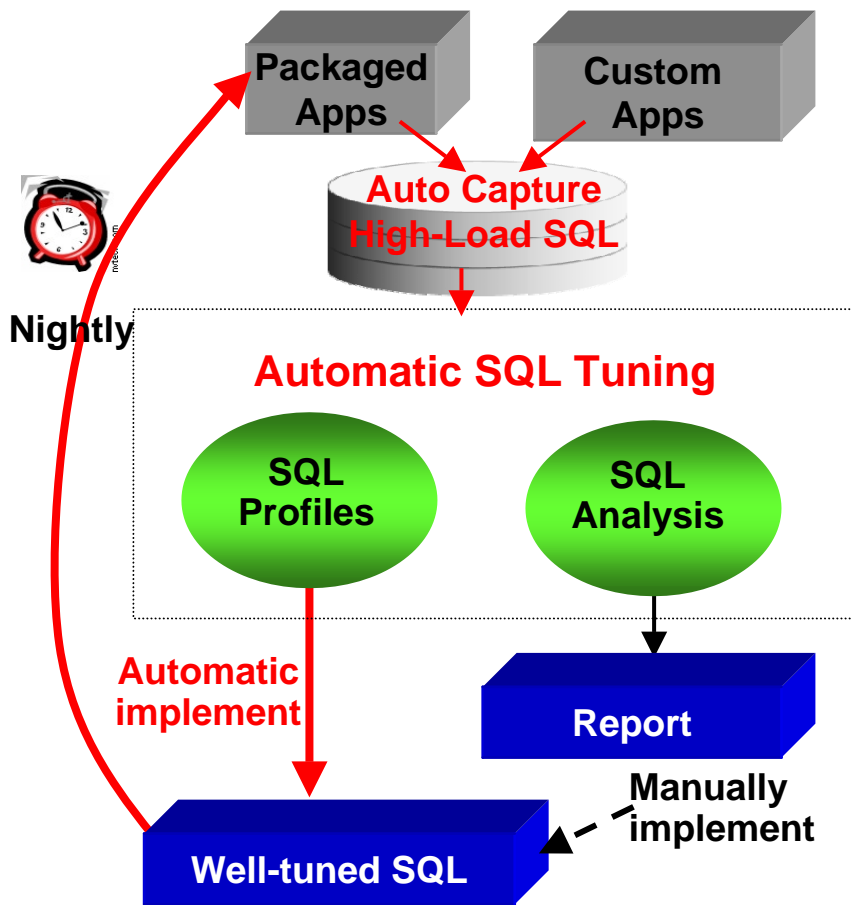 Packaged
Apps
Custom
Apps
Auto Capture
High-Load SQL
Nightly
Automatic SQL Tuning
SQL
Profiles
SQL
Analysis
Automatic
implement
Report
Manually
implement
Well-tuned SQL